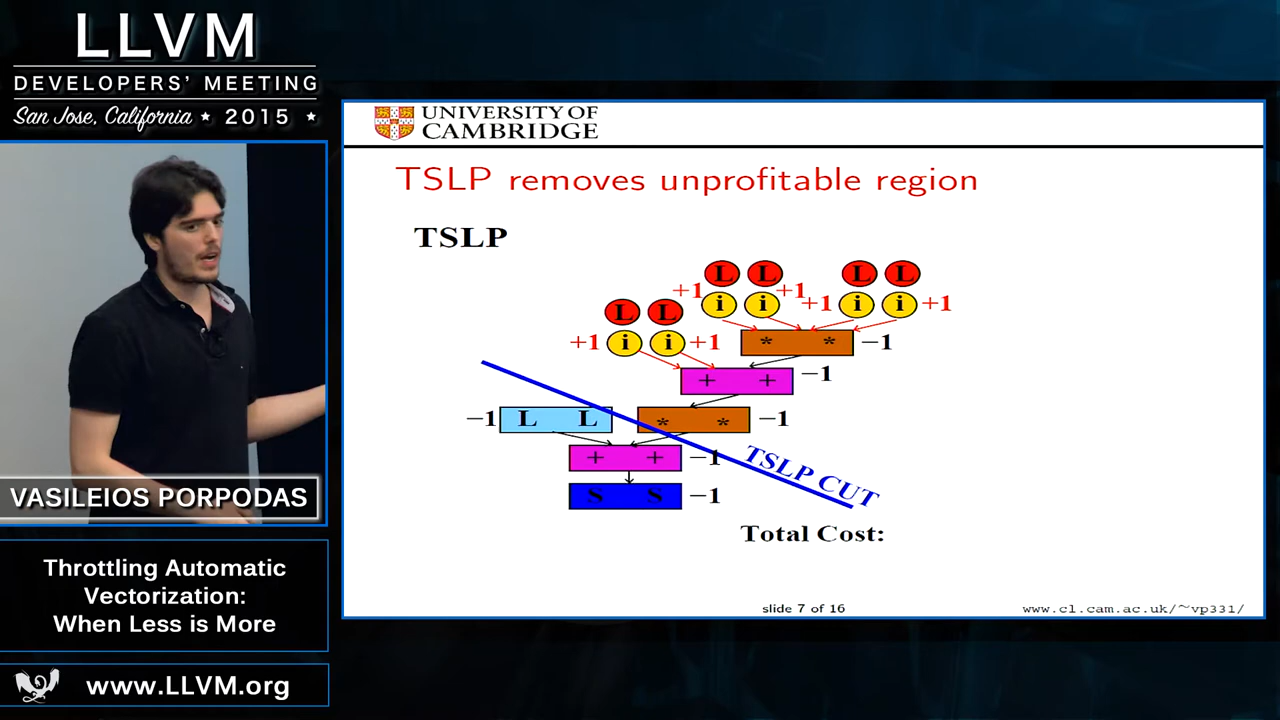 LLVM
DEVELOPERS' MEETING
San Jose, California ★ 2015 ★
UNIVERSITY OF
CAMBRIDGE
TSLP removes unprofitable region
TSLP
L L L L
+1 i i +1 +1 i i +1
L L
+1 i i +1
* * −1
+ + −1
−1 L L
* * −1
+ + −1
TSLP CUT
S S −1
Total Cost:
slide 7 of 16
www.cl.cam.ac.uk/~vp331/
VASILEIOS PORPODAS
Throttling Automatic
Vectorization:
When Less is More
www.LLVM.org